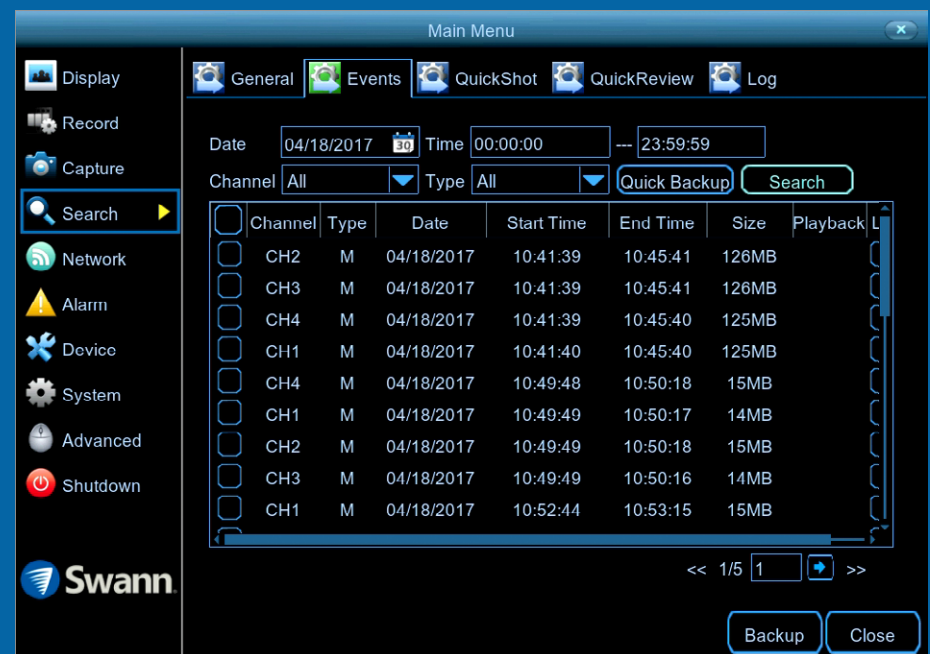 Main Menu
Display
Record
Capture
Search
Network
Alarm
Device
System
Advanced
Shutdown
Swann
General Events QuickShot QuickReview Log
Date 04/18/2017 30 Time 00:00:00 --- 23:59:59
Channel All Type All Quick Backup Search
Channel Type Date Start Time End Time Size Playback L
CH2 M 04/18/2017 10:41:39 10:45:41 126MB
CH3 M 04/18/2017 10:41:39 10:45:41 126MB
CH4 M 04/18/2017 10:41:39 10:45:40 125MB
CH1 M 04/18/2017 10:41:40 10:45:40 125MB
CH4 M 04/18/2017 10:49:48 10:50:18 15MB
CH1 M 04/18/2017 10:49:49 10:50:17 14MB
CH2 M 04/18/2017 10:49:49 10:50:18 15MB
CH3 M 04/18/2017 10:49:49 10:50:16 14MB
CH1 M 04/18/2017 10:52:44 10:53:15 15MB
<< 1/5 1 >>
Backup Close